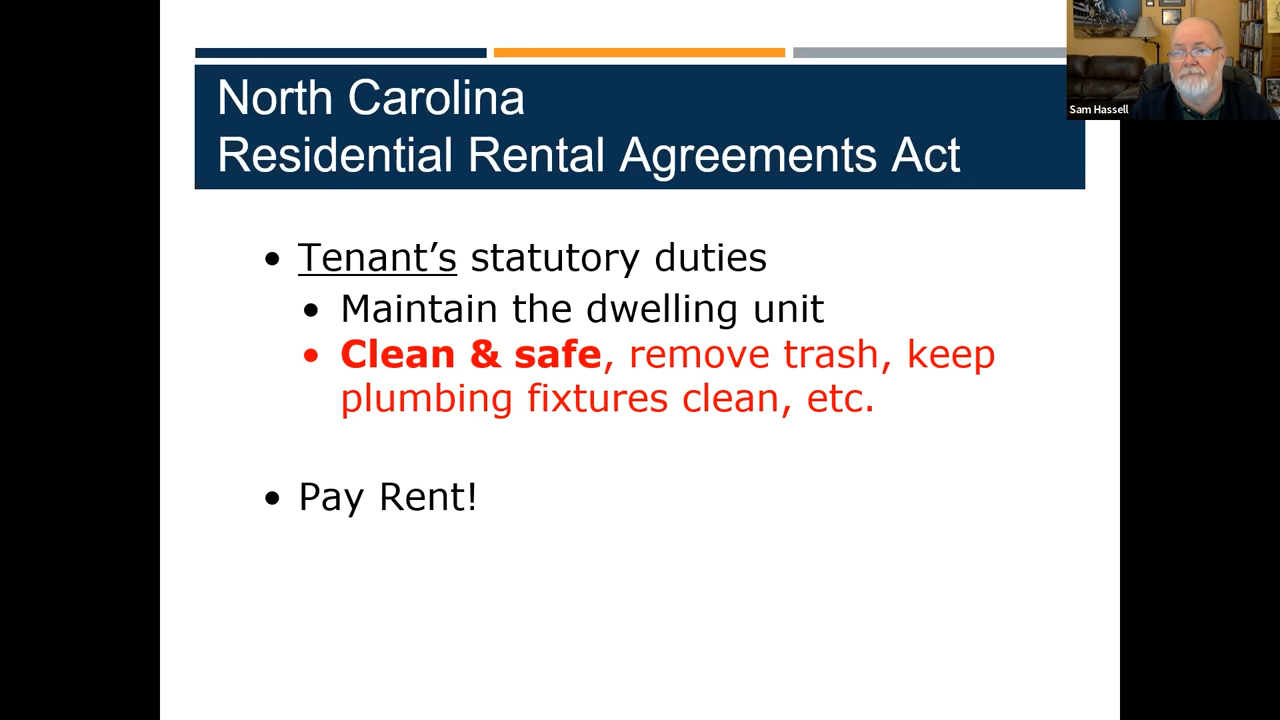 North Carolina
Residential Rental Agreements Act
Sam Hassell
• Tenant’s statutory duties
• Maintain the dwelling unit
• Clean & safe, remove trash, keep
plumbing fixtures clean, etc.
• Pay Rent!